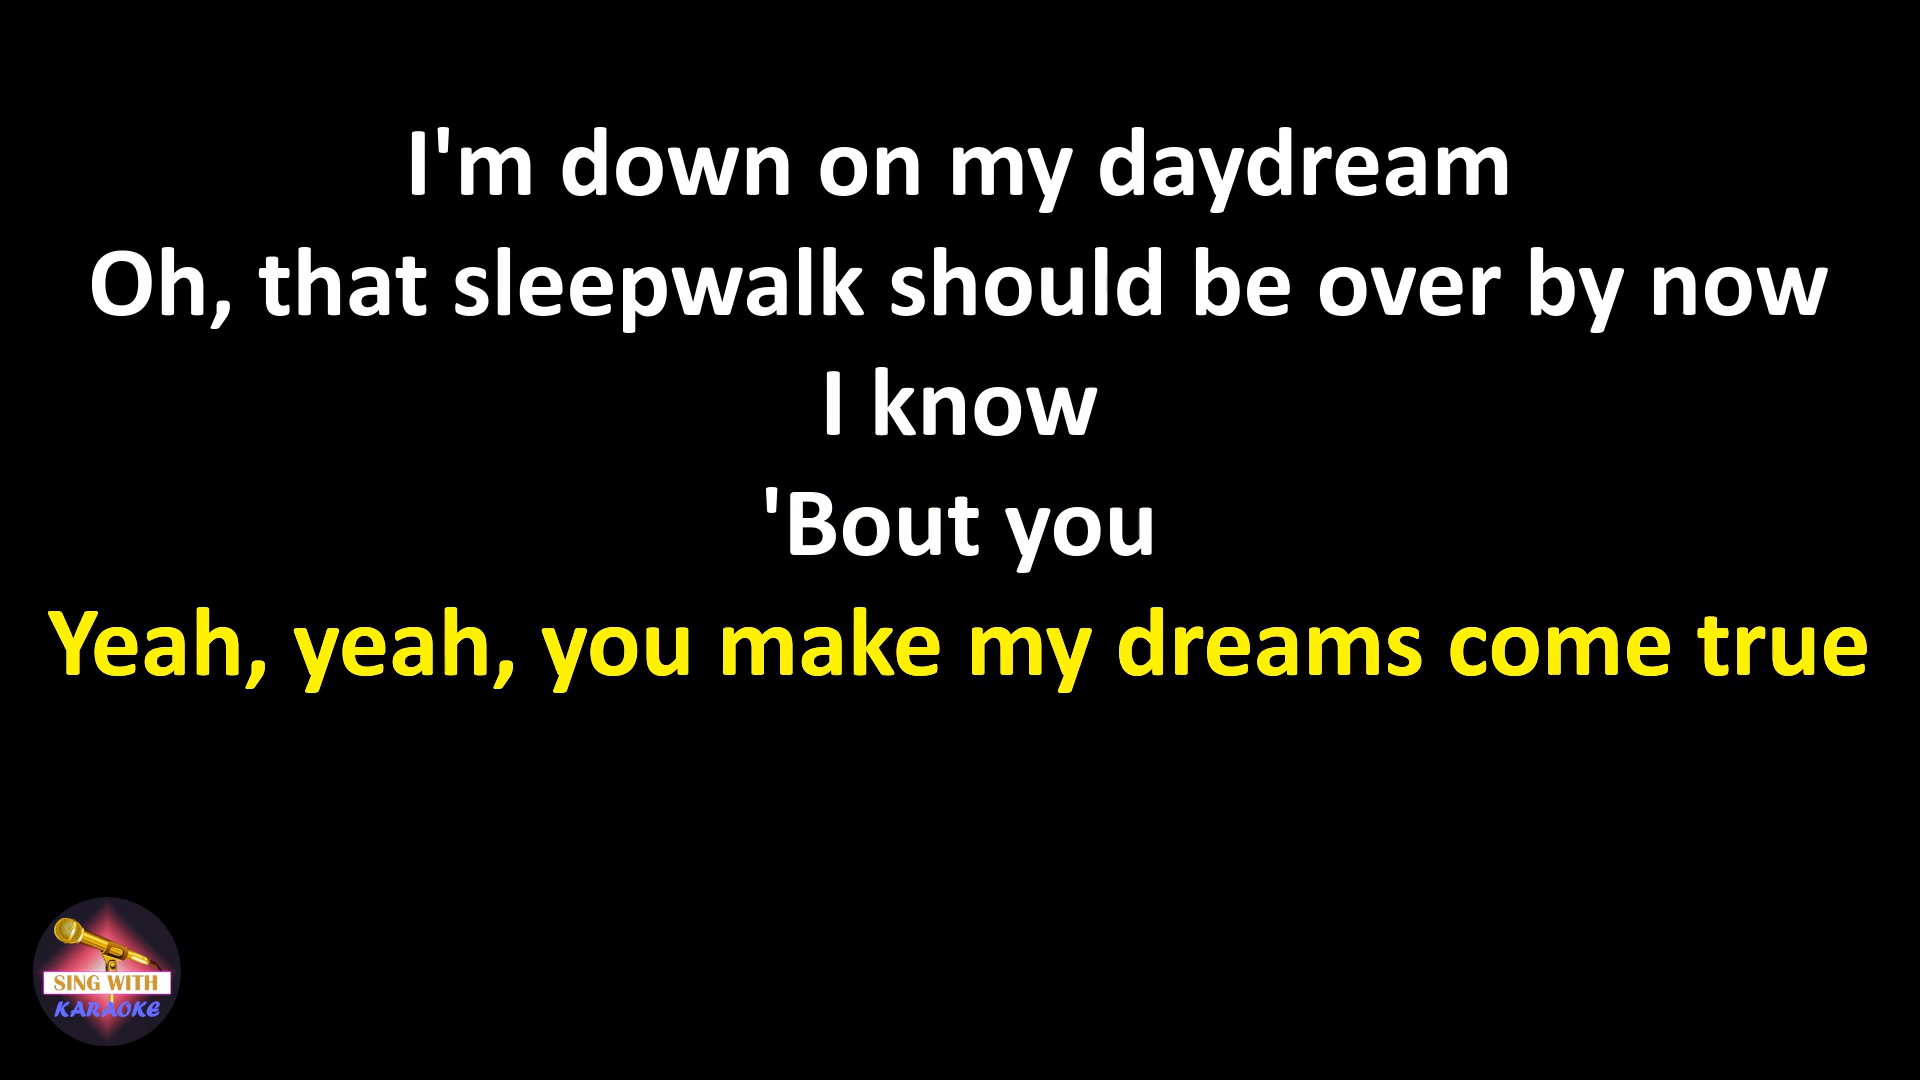 I'm down on my daydream
Oh, that sleepwalk should be over by now
I know
'Bout you
Yeah, yeah, you make my dreams come true
SING WITH
KARAOKE